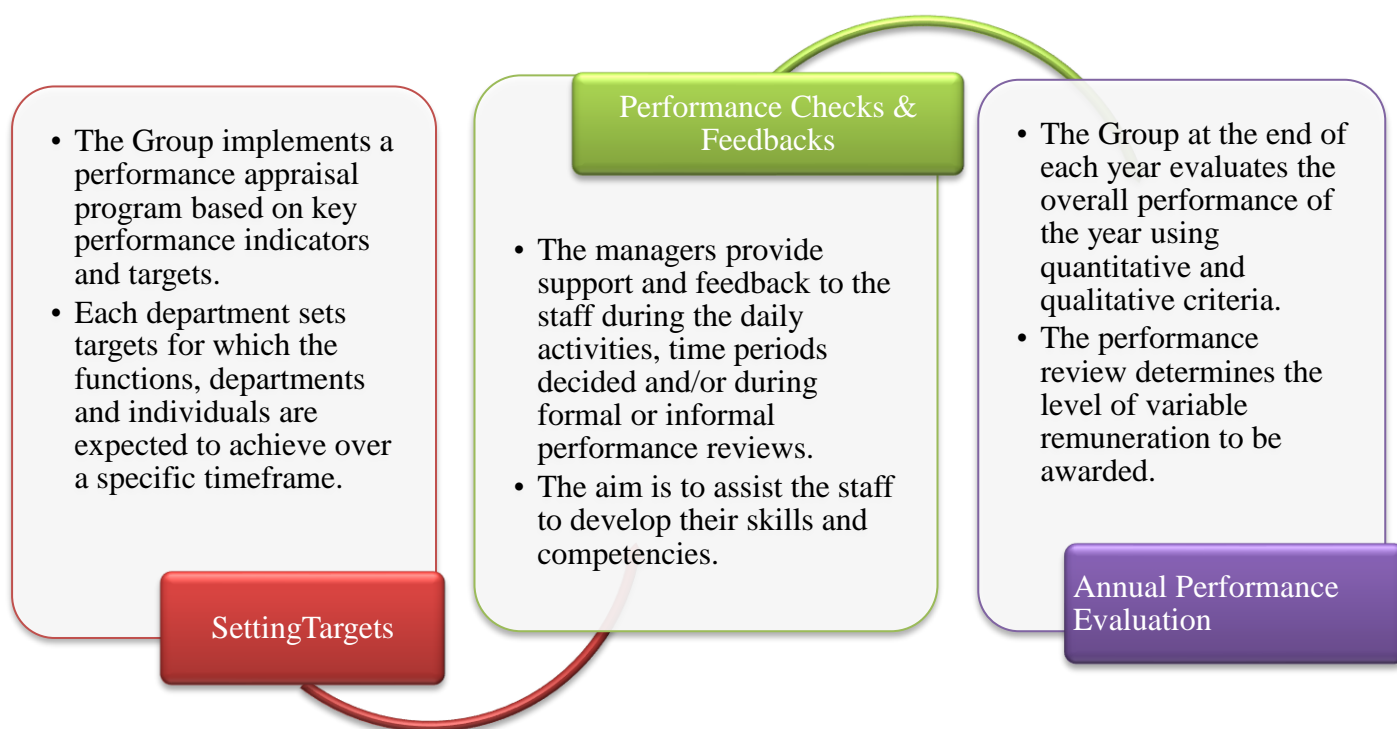 • The Group implements a
performance appraisal
program based on key
performance indicators
and targets.
• Each department sets
targets for which the
functions, departments
and individuals are
expected to achieve over
a specific timeframe.
SettingTargets
Performance Checks &
Feedbacks
• The managers provide
support and feedback to the
staff during the daily
activities, time periods
decided and/or during
formal or informal
performance reviews.
• The aim is to assist the staff
to develop their skills and
competencies.
• The Group at the end of
each year evaluates the
overall performance of
the year using
quantitative and
qualitative criteria.
• The performance
review determines the
level of variable
remuneration to be
awarded.
Annual Performance
Evaluation